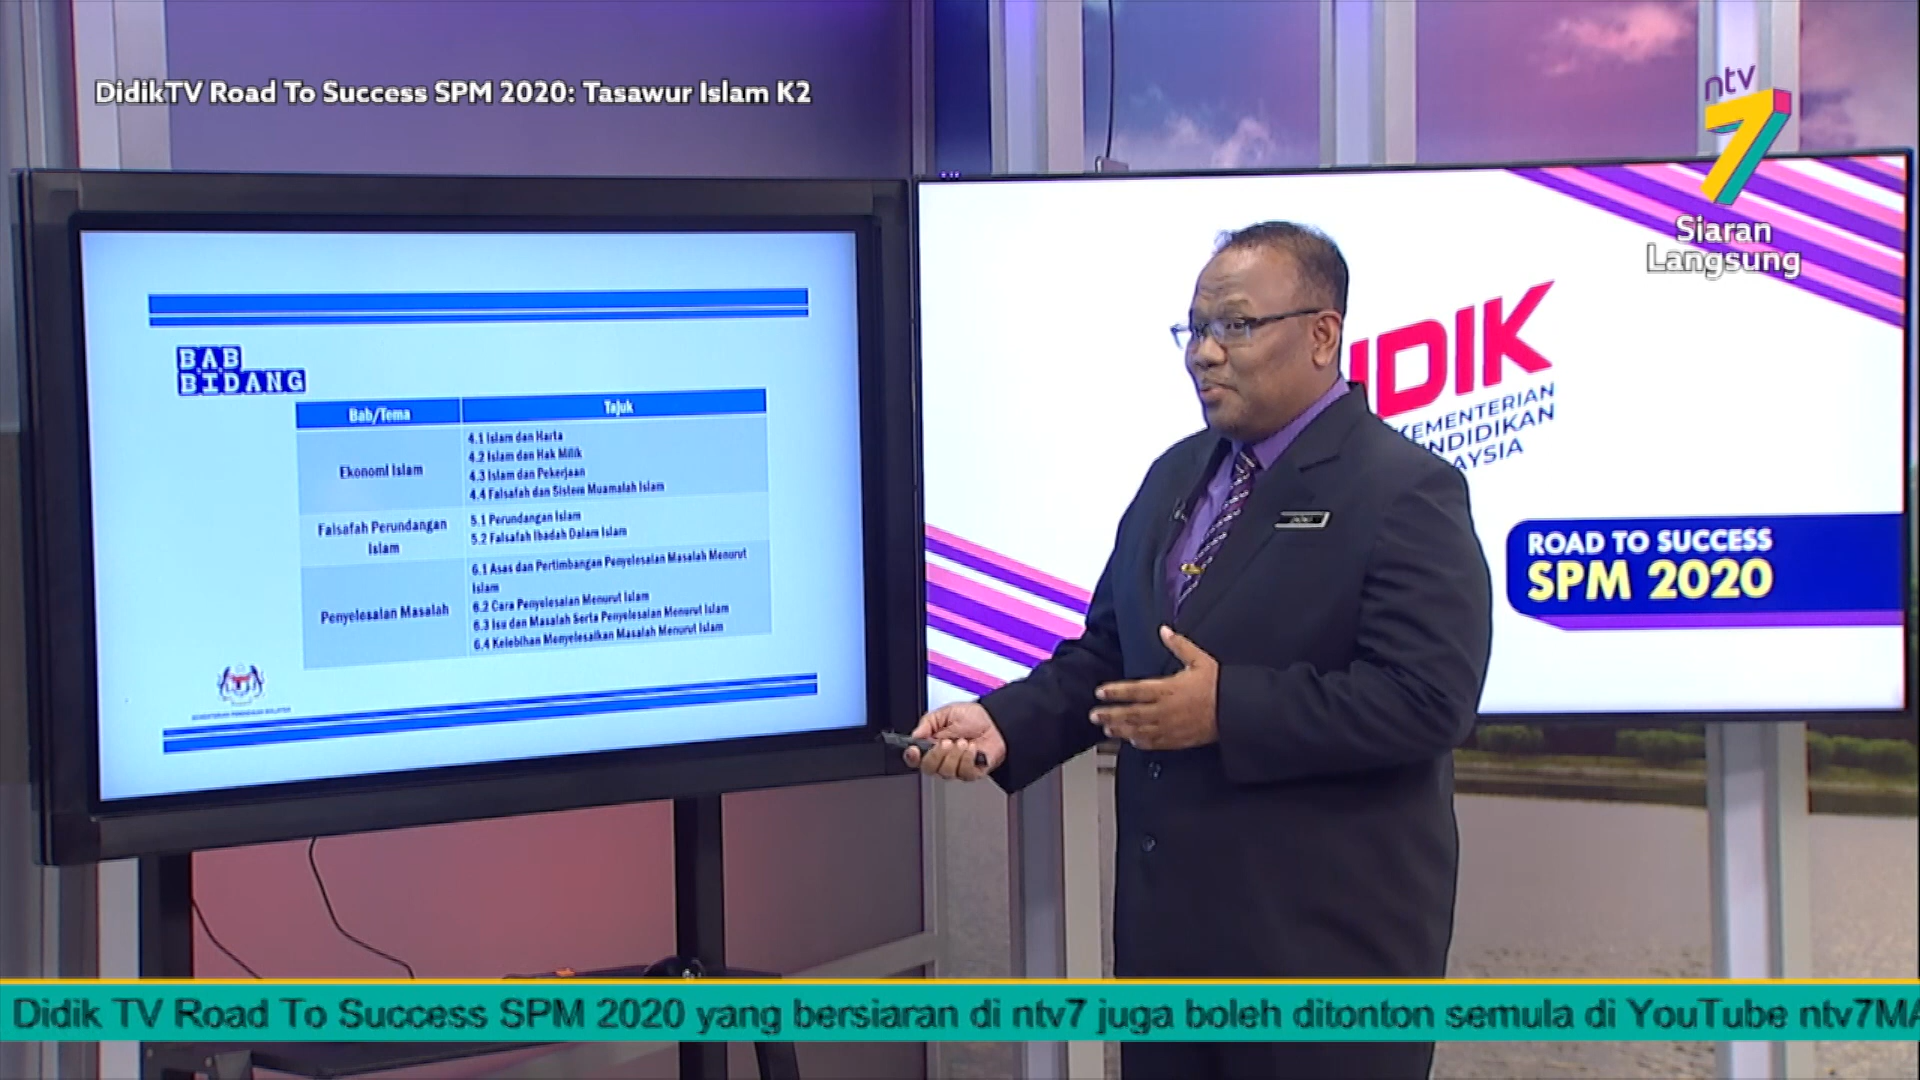 DidikTV Road To Success SPM 2020: Tasawur Islam K2
ntv
7
Siaran
Langsung
BAB
BIDANG
Bab/Tema
Tajuk
Ekonomi Islam
4.1 Islam dan Harta
4.2 Islam dan Hak Milik
4.3 Islam dan Pekerjaan
4.4 Falsafah dan Sistem Muamalah Islam
Falsafah Perundangan
Islam
5.1 Perundangan Islam
5.2 Falsafah Ibadah Dalam Islam
Penyelesaian Masalah
6.1 Asas dan Pertimbangan Penyelesaian Masalah Menurut
Islam
6.2 Cara Penyelesaian Menurut Islam
6.3 Isu dan Masalah Serta Penyelesaian Menurut Islam
6.4 Kelebihan Menyelesaikan Masalah Menurut Islam
KEMENTERIAN PENDIDIKAN MALAYSIA
IDIK
KEMENTERIAN
NDIDIKAN
AYSIA
ROAD TO SUCCESS
SPM 2020
Didik TV Road To Success SPM 2020 yang bersiaran di ntv7 juga boleh ditonton semula di YouTube ntv7MA